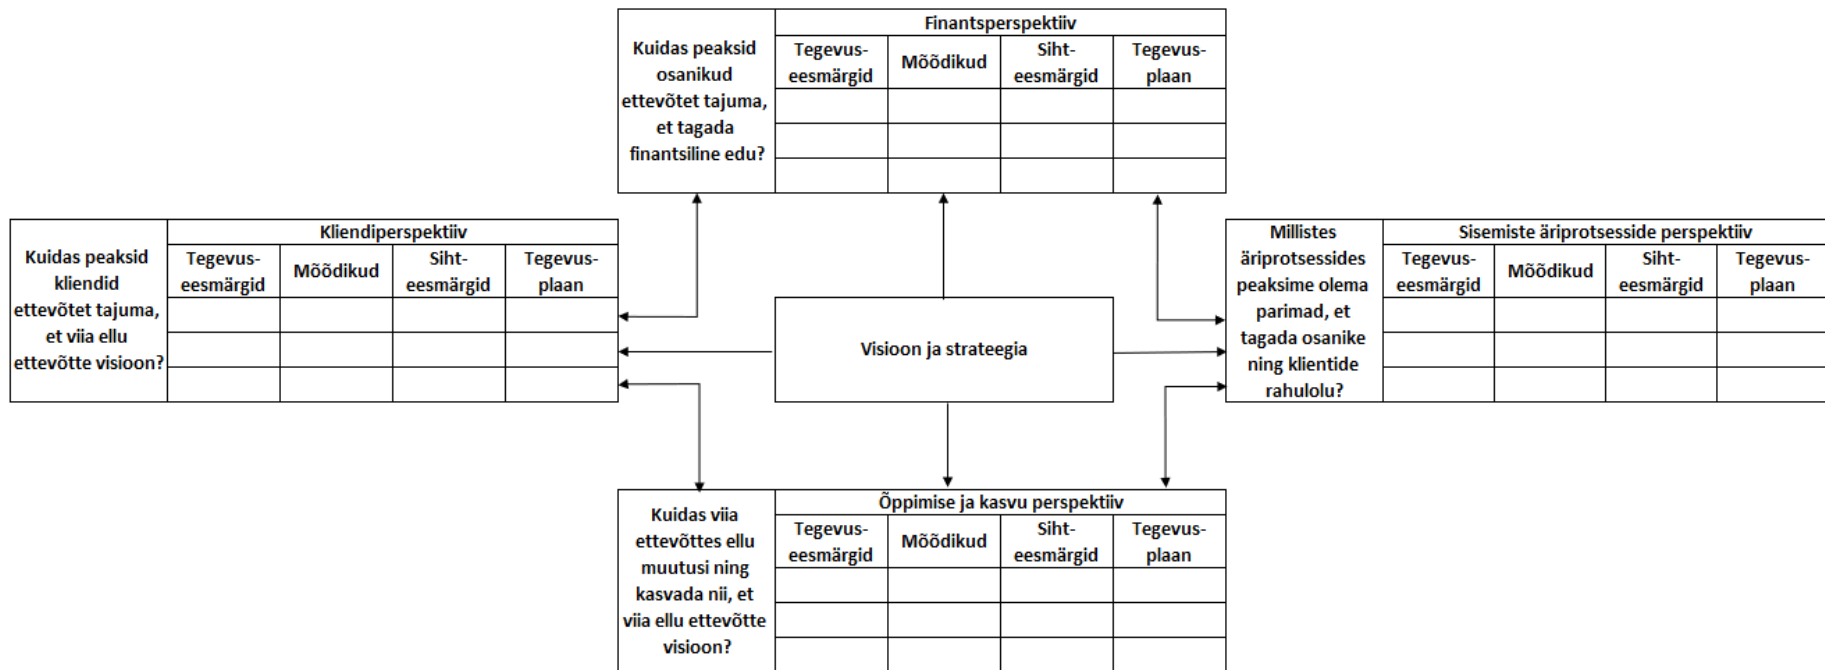 Finantsperspektiiv
Kuidas peaksid
osanikud
ettevõtet tajuma,
et tagada
finantsiline edu?
Tegevus-
eesmärgid
Mõõdikud
Siht-
eesmärgid
Tegevus-
plaan
Kliendiperspektiiv
Kuidas peaksid
kliendid
ettevõtet tajuma,
et viia ellu
ettevõtte visioon?
Tegevus-
eesmärgid
Mõõdikud
Siht-
eesmärgid
Tegevus-
plaan
Visioon ja strateegia
Millistes
äriprotsessides
peaksime olema
parimad, et
tagada osanike
ning klientide
rahulolu?
Sisemiste äriprotsesside perspektiiv
Tegevus-
eesmärgid
Mõõdikud
Siht-
eesmärgid
Tegevus-
plaan
Kuidas viia
ettevõttes ellu
muutusi ning
kasvada nii, et
viia ellu ettevõtte
visioon?
Õppimise ja kasvu perspektiiv
Tegevus-
eesmärgid
Mõõdikud
Siht-
eesmärgid
Tegevus-
plaan